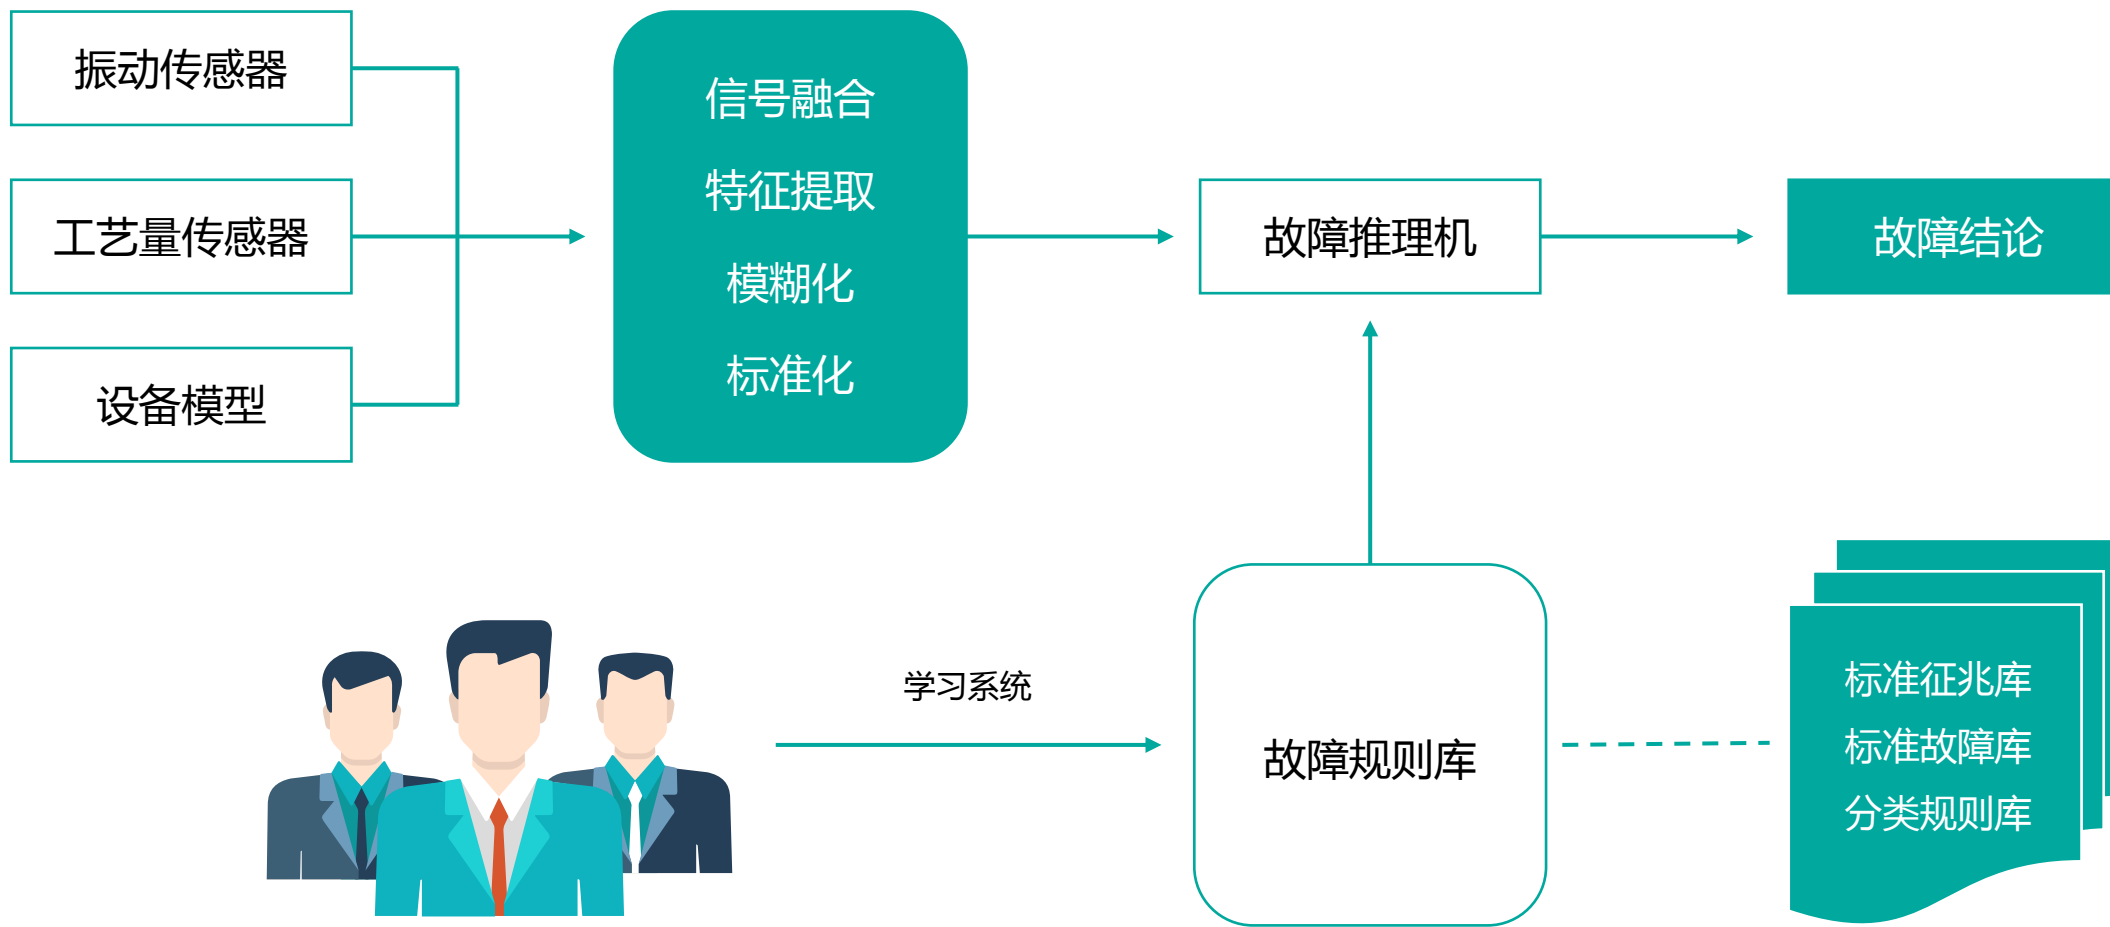 振动传感器
工艺量传感器
设备模型
信号融合
特征提取
模糊化
标准化
故障推理机
故障结论
学习系统
故障规则库
标准征兆库
标准故障库
分类规则库